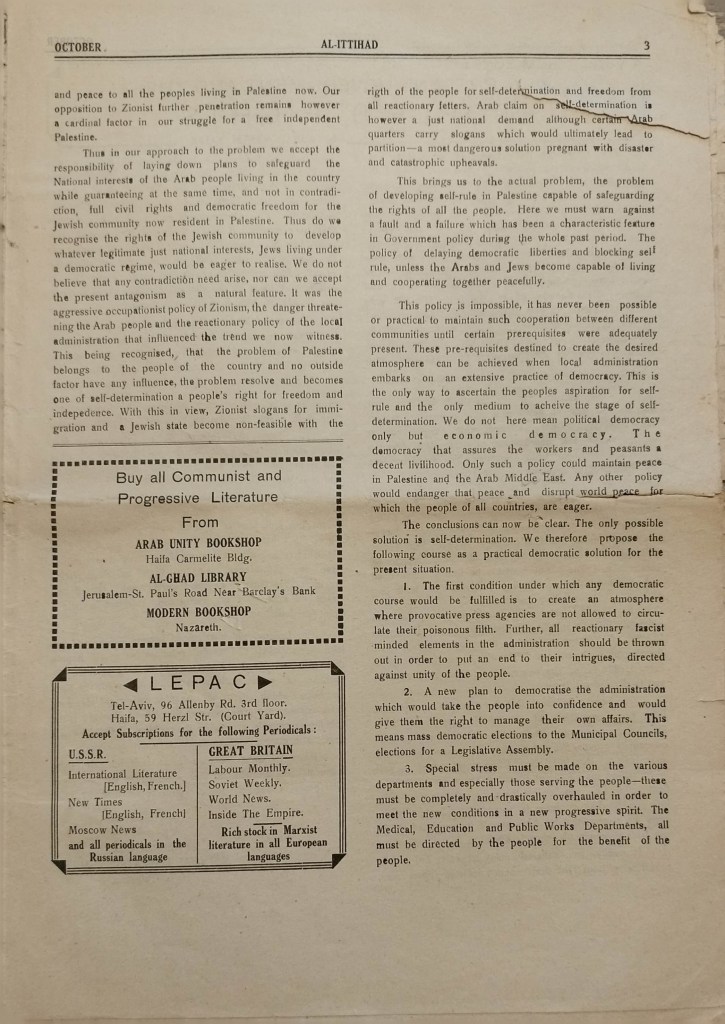 OCTOBER
AL-ITTIHAD
3
and peace to all the peoples living in Palestine now. Our
opposition to Zionist further penetration remains however
a cardinal factor in our struggle for a free independent
Palestine.
Thus in our approach to the problem we accept the
responsibility of laying down plans to safeguard the
National interests of the Arab people living in the country
while guaranteeing at the same time, and not in contradi-
ction, full civil rights and democratic freedom for the
Jewish community now resident in Palestine. Thus do we
recognise the rights of the Jewish community to develop
whatever legitimate just national interests, Jews living under
a democratic regime, would be eager to realise. We do not
believe that any contradiction need arise, nor can we accept
the present antagonism as a natural feature. It was the
aggressive occupationist policy of Zionism, the danger threate-
ning the Arab people and the reactionary policy of the local
administration that influenced the trend we now witness.
This being recognised, that the problem of Palestine
belongs to the people of the country and no outside
factor have any influence, the problem resolve and becomes
one of self-determination a people's right for freedom and
indepedence. With this in view, Zionist slogans for immi-
gration and a Jewish state become non-feasible with the
Buy all Communist and
Progressive Literature
From
ARAB UNITY BOOKSHOP
Haifa Carmelite Bldg.
AL-GHAD LIBRARY
Jerusalem-St. Paul's Road Near Barclay's Bank
MODERN BOOKSHOP
Nazareth.
◀ LEPAC ▶
Tel-Aviv, 96 Allenby Rd. 3rd floor.
Haifa, 59 Herzl Str. (Court Yard).
Accept Subscriptions for the following Periodicals :
U.S.S.R.
International Literature
[English, French.]
New Times
[English, French]
Moscow News
and all periodicals in the
Russian language
GREAT BRITAIN
Labour Monthly.
Soviet Weekly.
World News.
Inside The Empire.
Rich stock in Marxist
literature in all European
languages
rigth of the people for self-determination and freedom from
all reactionary fetters. Arab claim on self-determination is
however a just national demand although certain Arab
quarters carry slogans which would ultimately lead to
partition—a most dangerous solution pregnant with disaster
and catastrophic upheavals.
This brings us to the actual problem, the problem
of developing self-rule in Palestine capable of safeguarding
the rights of all the people. Here we must warn against
a fault and a failure which has been a characteristic feature
in Government policy during the whole past period. The
policy of delaying democratic liberties and blocking self
rule, unless the Arabs and Jews become capable of living
and cooperating together peacefully.
This policy is impossible, it has never been possible
or practical to maintain such cooperation between different
communities until certain prerequisites were adequately
present. These pre-requisites destined to create the desired
atmosphere can be achieved when local administration
embarks on an extensive practice of democracy. This is
the only way to ascertain the peoples aspiration for self-
rule and the only medium to acheive the stage of self-
determination. We do not here mean political democracy
only but economic democracy. The
democracy that assures the workers and peasants a
decent livilihood. Only such a policy could maintain peace
in Palestine and the Arab Middle East. Any other policy
would endanger that peace and disrupt world peace for
which the people of all countries, are eager.
The conclusions can now be clear. The only possible
solution is self-determination. We therefore propose the
following course as a practical democratic solution for the
present situation.
1. The first condition under which any democratic
course would be fulfilled is to create an atmosphere
where provocative press agencies are not allowed to circu-
late their poisonous filth. Further, all reactionary fascist
minded elements in the administration should be thrown
out in order to put an end to their intrigues, directed
against unity of the people.
2. A new plan to democratise the administration
which would take the people into confidence and would
give them the right to manage their own affairs. This
means mass democratic elections to the Municipal Councils,
elections for a Legislative Assembly.
3. Special stress must be made on the various
departments and especially those serving the people—these
must be completely and drastically overhauled in order to
meet the new conditions in a new progressive spirit. The
Medical, Education and Public Works Departments, all
must be directed by the people for the benefit of the
people.